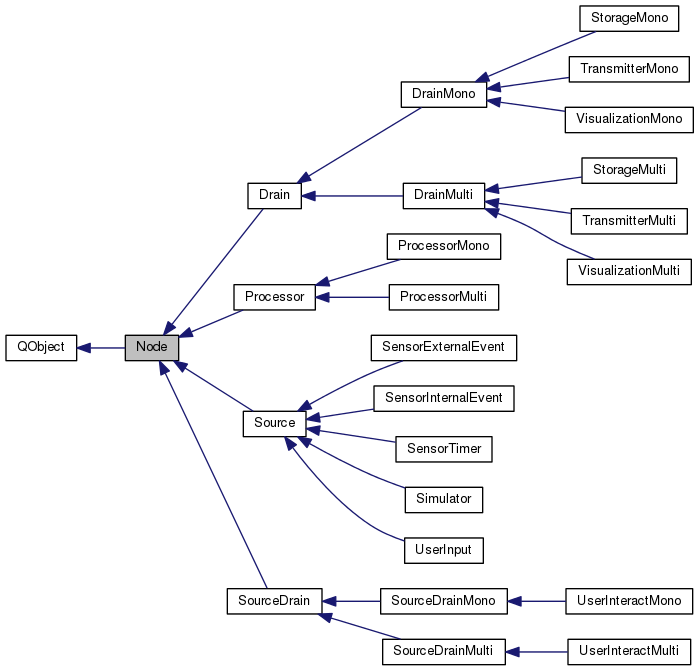 StorageMono
TransmitterMono
DrainMono
VisualizationMono
StorageMulti
Drain
DrainMulti
TransmitterMulti
ProcessorMono
VisualizationMulti
Processor
ProcessorMulti
QObject
Node
SensorExternalEvent
SensorInternalEvent
Source
SensorTimer
Simulator
UserInput
SourceDrain
SourceDrainMono
UserInteractMono
SourceDrainMulti
UserInteractMulti